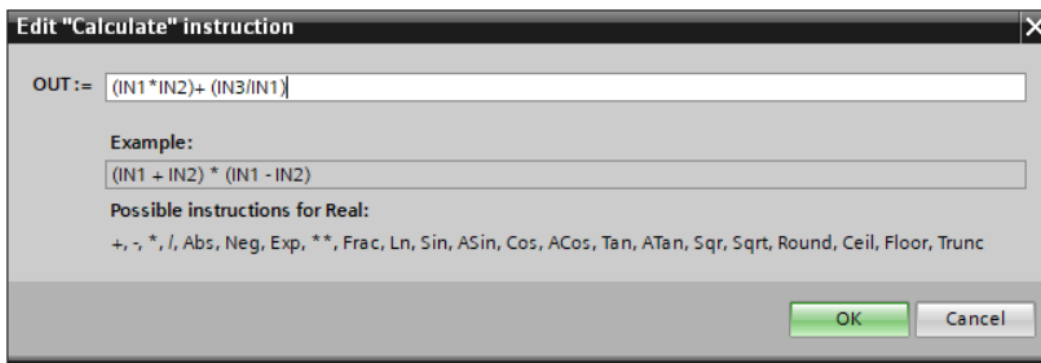 Edit "Calculate" instruction
OUT := (IN1*IN2)+ (IN3/IN1)
Example:
(IN1 + IN2) * (IN1 - IN2)
Possible instructions for Real:
+, -, *, /, Abs, Neg, Exp, **, Frac, Ln, Sin, ASin, Cos, ACos, Tan, ATan, Sqr, Sqrt, Round, Ceil, Floor, Trunc
OK Cancel